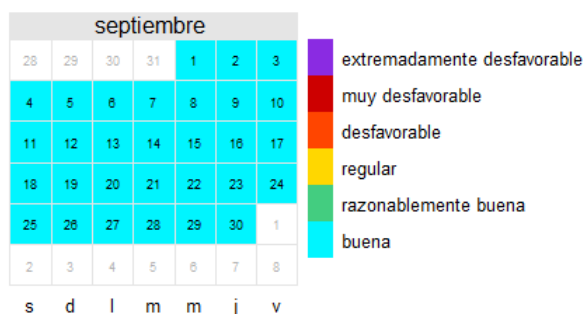 septiembre
28 29 30 31 1 2 3
4 5 6 7 8 9 10
11 12 13 14 15 16 17
18 19 20 21 22 23 24
25 26 27 28 29 30 1
2 3 4 5 6 7 8
s d l m m j v
extremadamente desfavorable
muy desfavorable
desfavorable
regular
razonablemente buena
buena